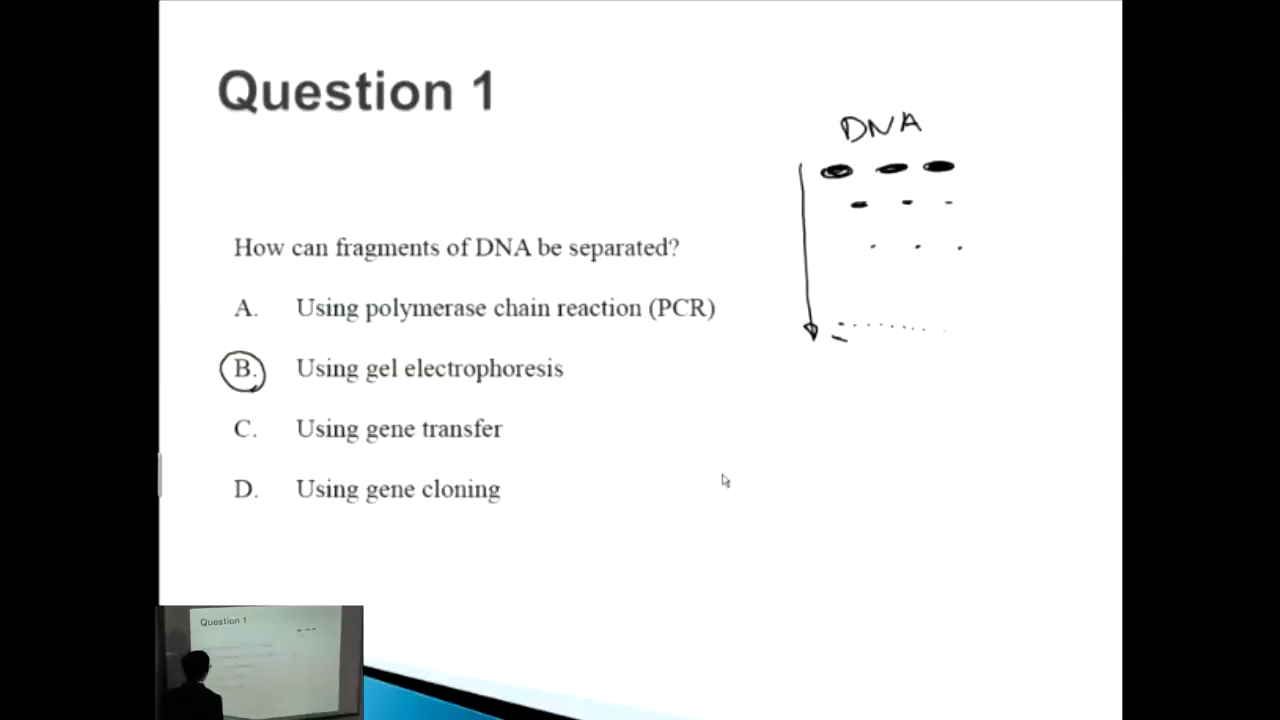 Question 1
DNA
How can fragments of DNA be separated?
A. Using polymerase chain reaction (PCR)
B. Using gel electrophoresis
C. Using gene transfer
D. Using gene cloning
Question 1